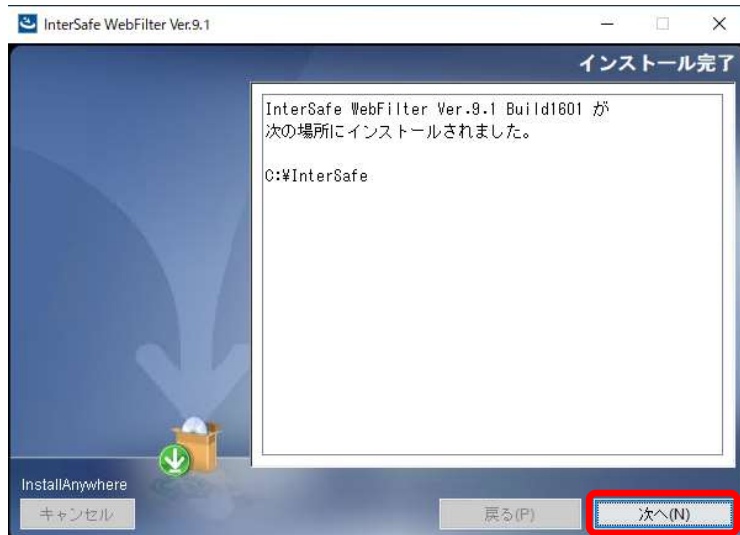 InterSafe WebFilter Ver.9.1
インストール完了
InterSafe WebFilter Ver.9.1 Build1601 が
次の場所にインストールされました。
C:¥InterSafe
InstallAnywhere
キャンセル
戻る(P)
次へ(N)